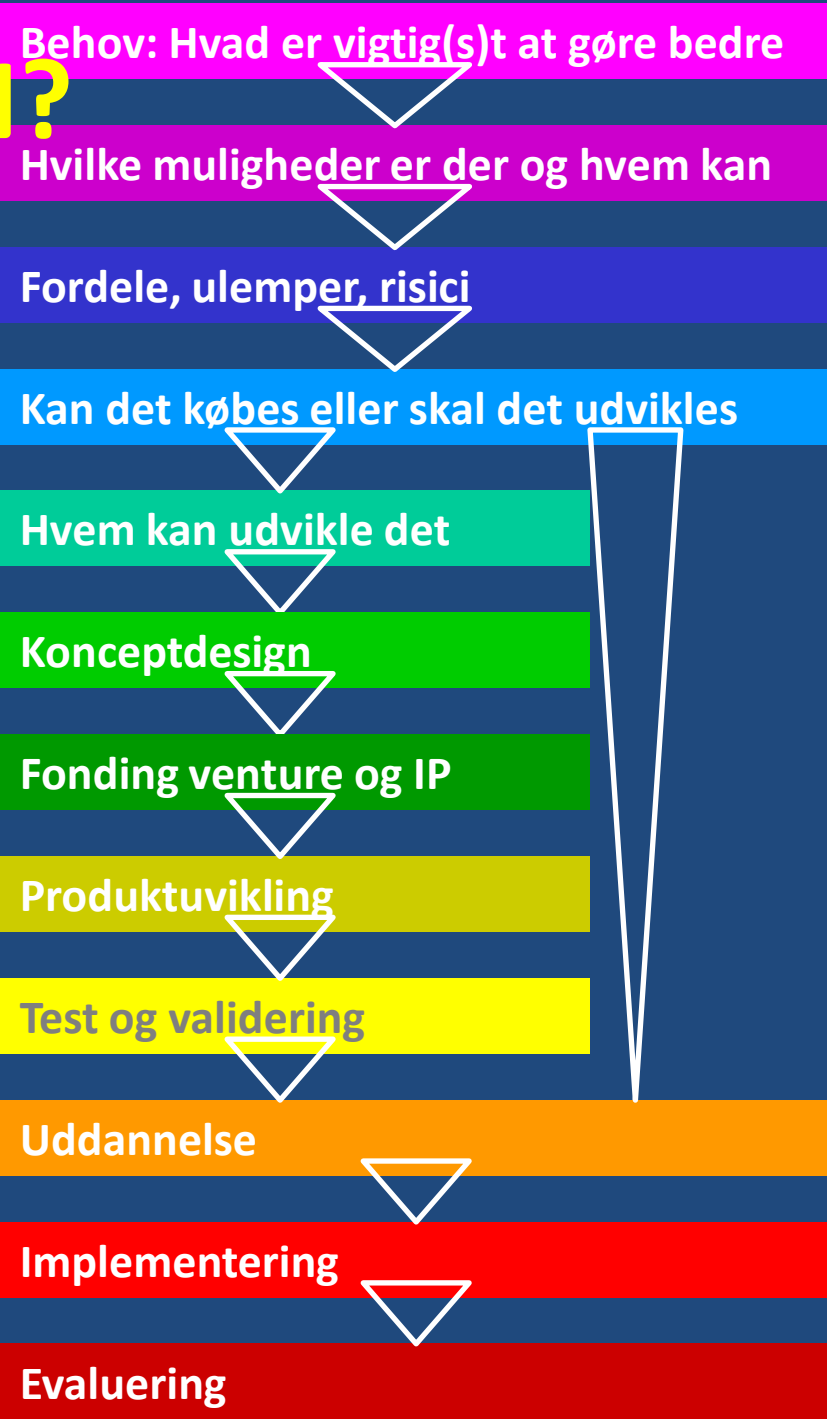 Behov: Hvad er vigtig(s)t at gøre bedre
?
Hvilke muligheder er der og hvem kan
Fordele, ulemper, risici
Kan det købes eller skal det udvikles
Hvem kan udvikle det
Konceptdesign
Fonding venture og IP
Produktuvikling
Test og validering
Uddannelse
Implementering
Evaluering